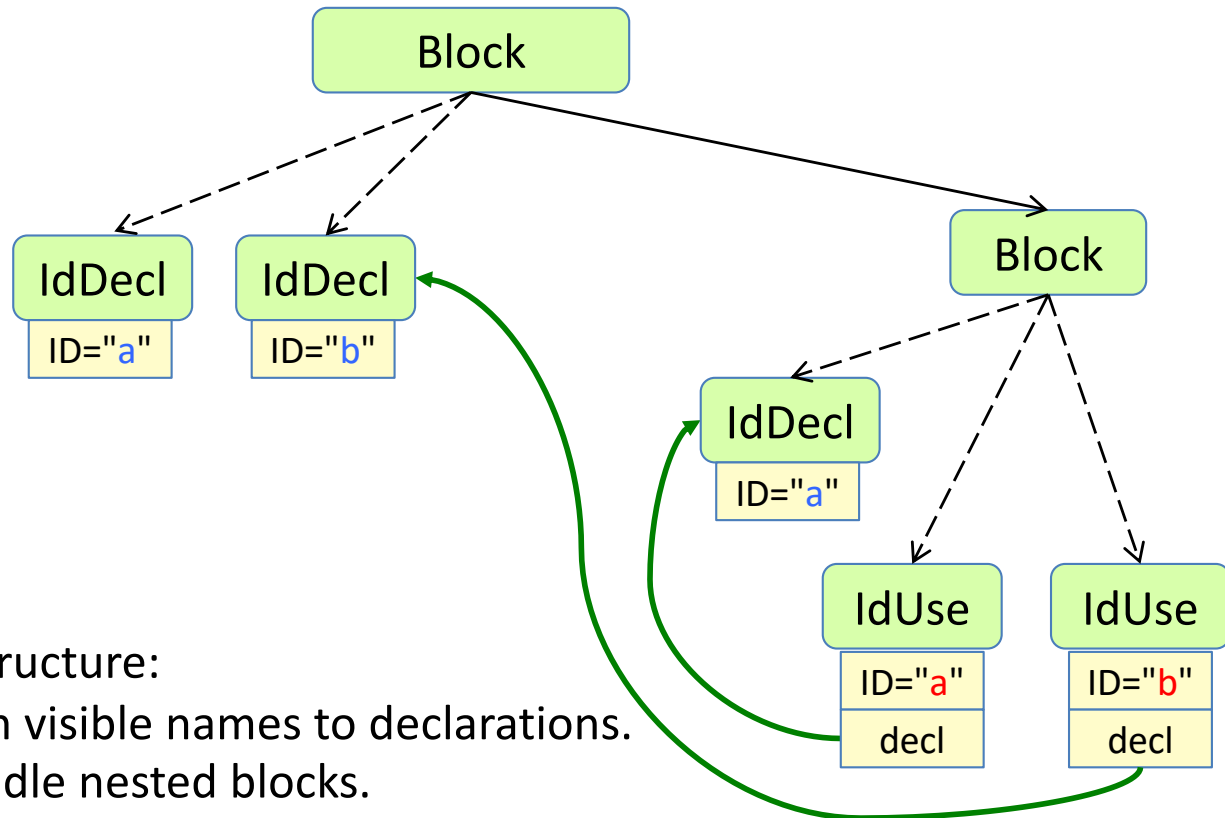 Block
Block
IdDecl
IdDecl
ID="a"
ID="b"
IdDecl
ID="a"
IdUse
IdUse
ID="a"
ID="b"
decl
decl
visible names to declarations.
nested blocks.